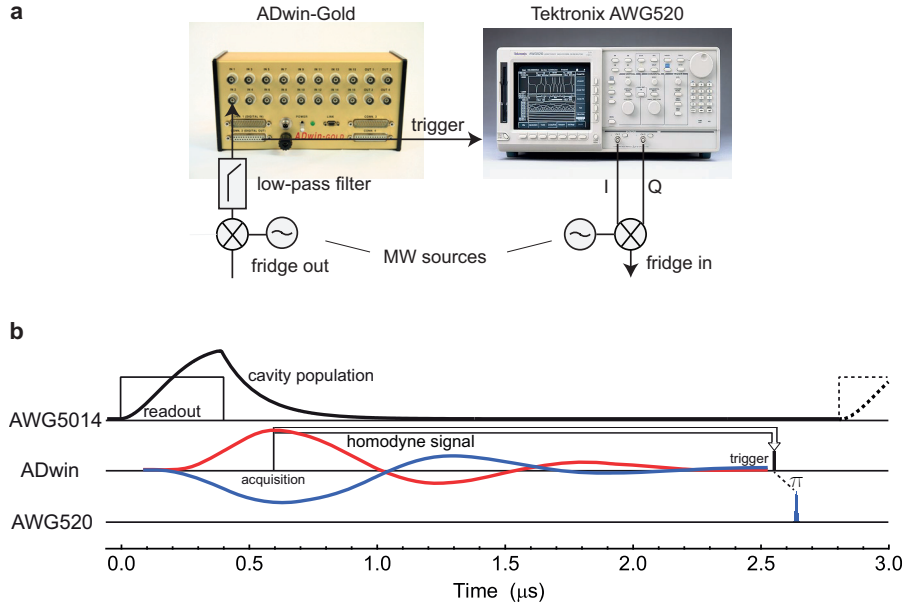 a
ADwin-Gold
Tektronix AWG520
ADwin-GOLD
trigger
low-pass filter
I
Q
MW sources
fridge out
fridge in
b
cavity population
readout
AWG5014
homodyne signal
trigger
ADwin
acquisition
π
AWG520
0.0 0.5 1.0 1.5 2.0 2.5 3.0
Time (μs)